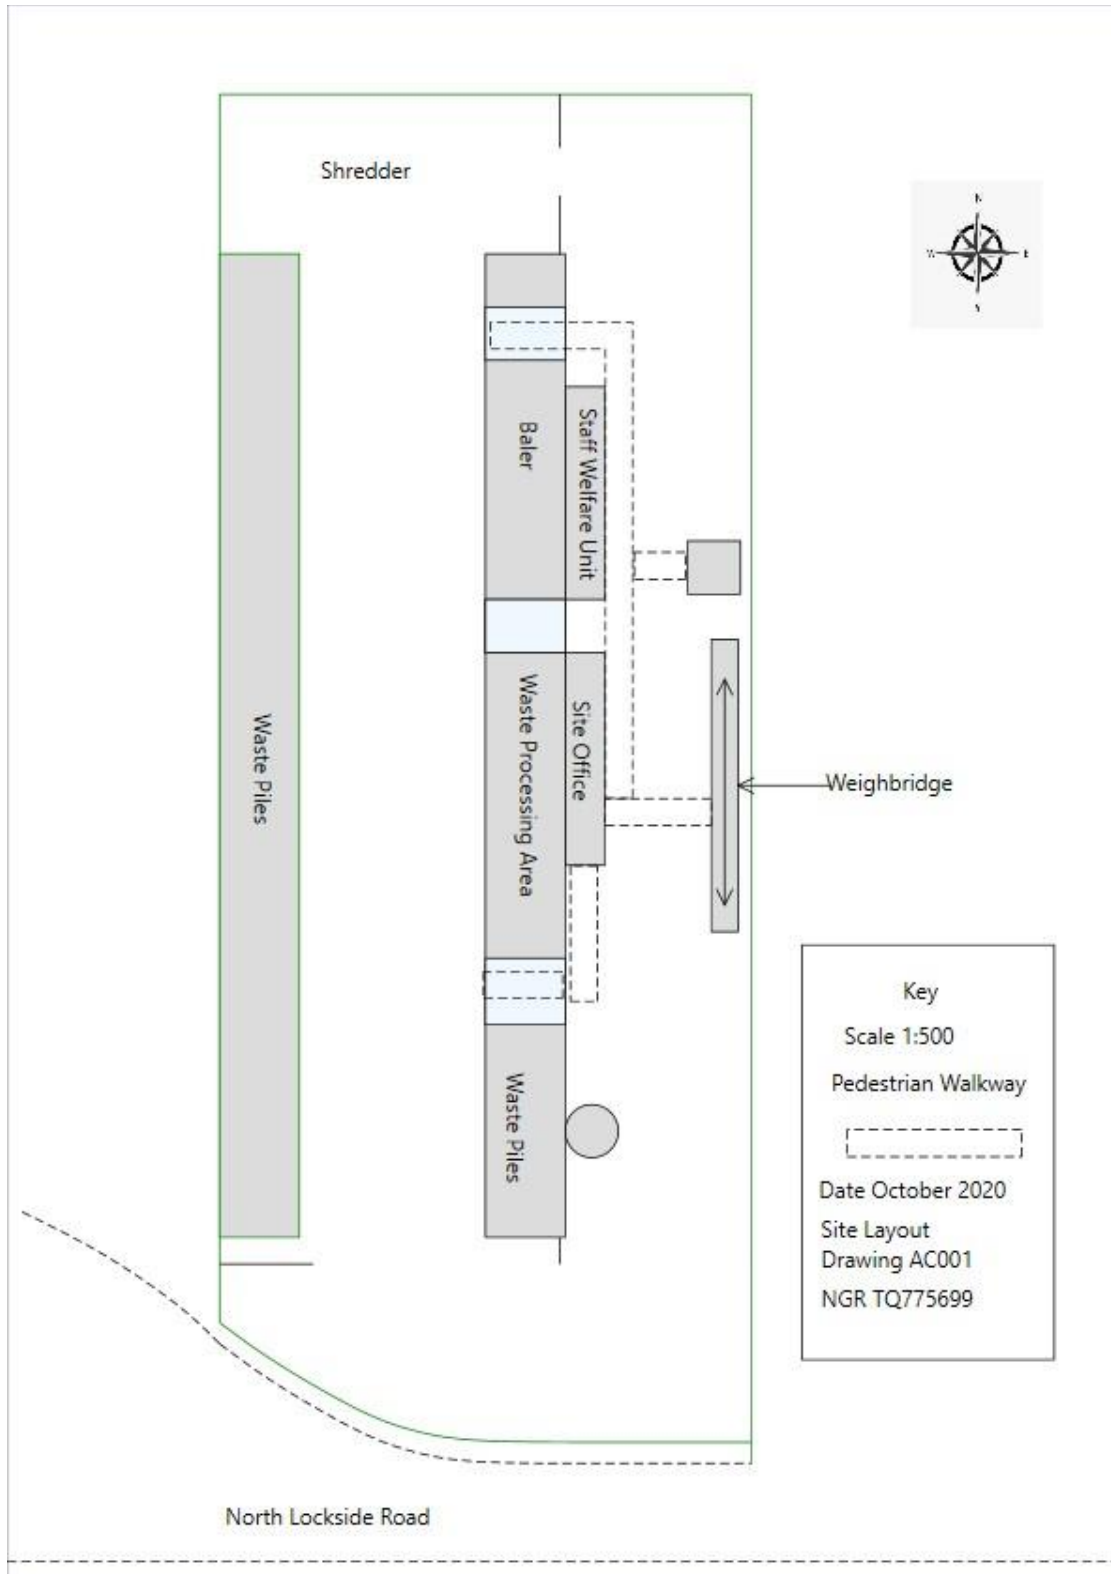 Shredder
N
W
E
Baler
Staff Welfare Unit
Waste Processing Area
Site Office
Waste Piles
Weighbridge
Waste Piles
Key
Scale 1:500
Pedestrian Walkway
Date October 2020
Site Layout
Drawing AC001
NGR TQ775699
North Lockside Road